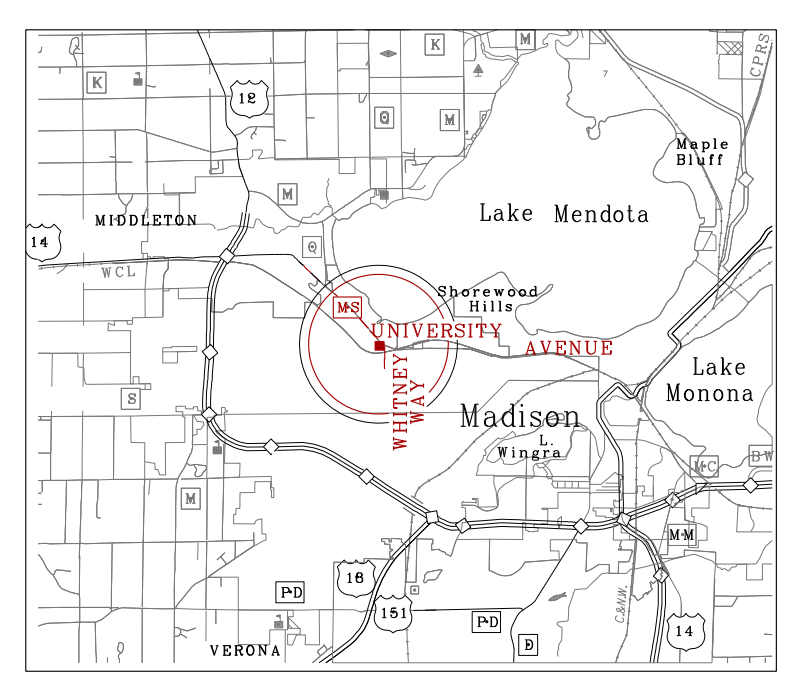 K
M
CPRS
7
K
12
Q
M
Maple
Bluff
M
Lake Mendota
MIDDLETON
14
Q
WCL
Shorewood
Hills
M-S
UNIVERSITY
AVENUE
WHITNEY
WAY
Lake
Monona
S
Madison
L.
Wingra
M-C
BW
M
M-M
18
P-D
151
C.&N.W.
P-D
14
D
VERONA